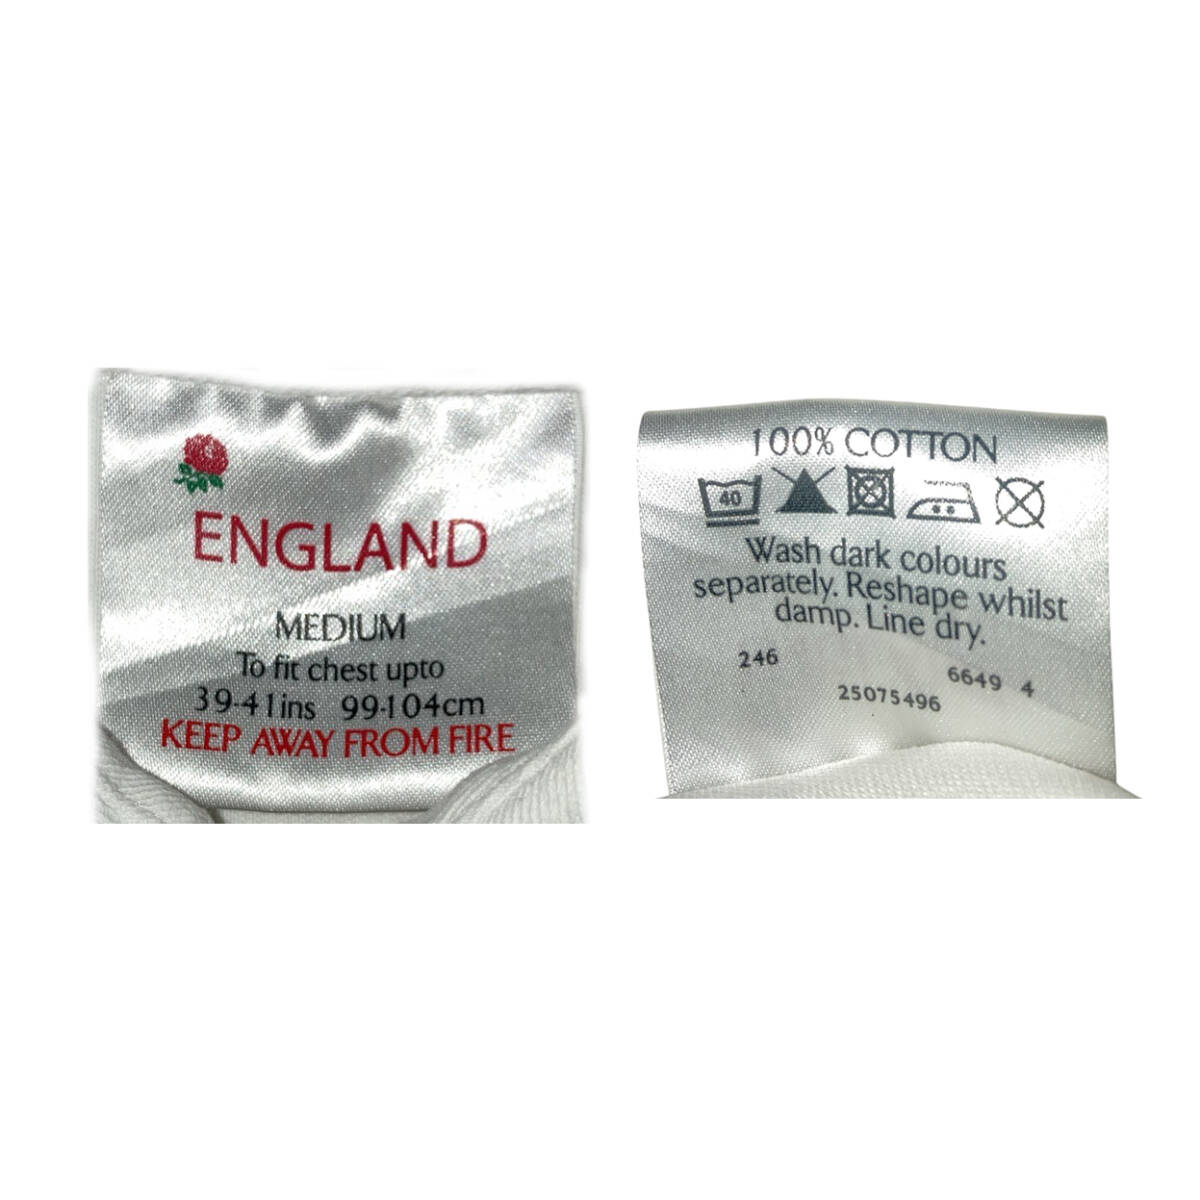 ENGLAND
MEDIUM
To fit chest upto
39-41ins 99-104cm
KEEP AWAY FROM FIRE
100% COTTON
40
Wash dark colours
separately. Reshape whilst
damp. Line dry.
246
6649 4
25075496